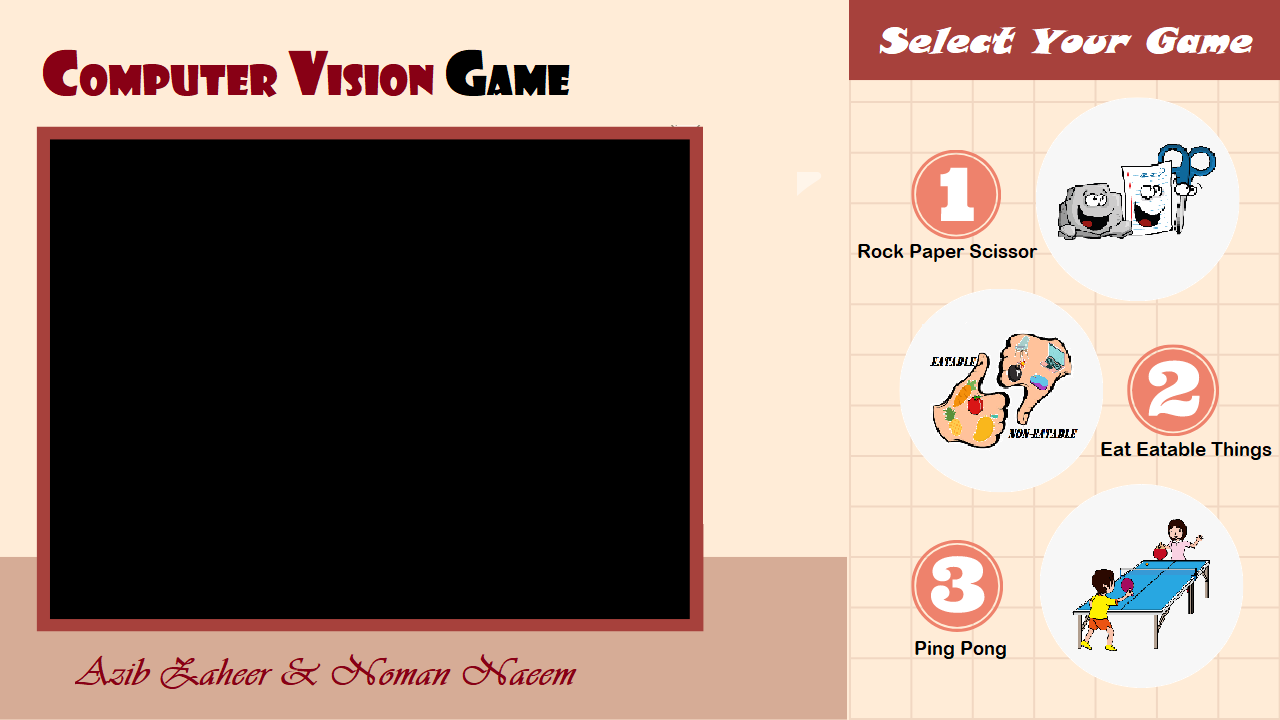 Computer Vision Game
Select Your Game
1
Rock Paper Scissor
EATABLE
NON-EATABLE
2
Eat Eatable Things
3
Ping Pong
Azib Zaheer & Noman Naeem